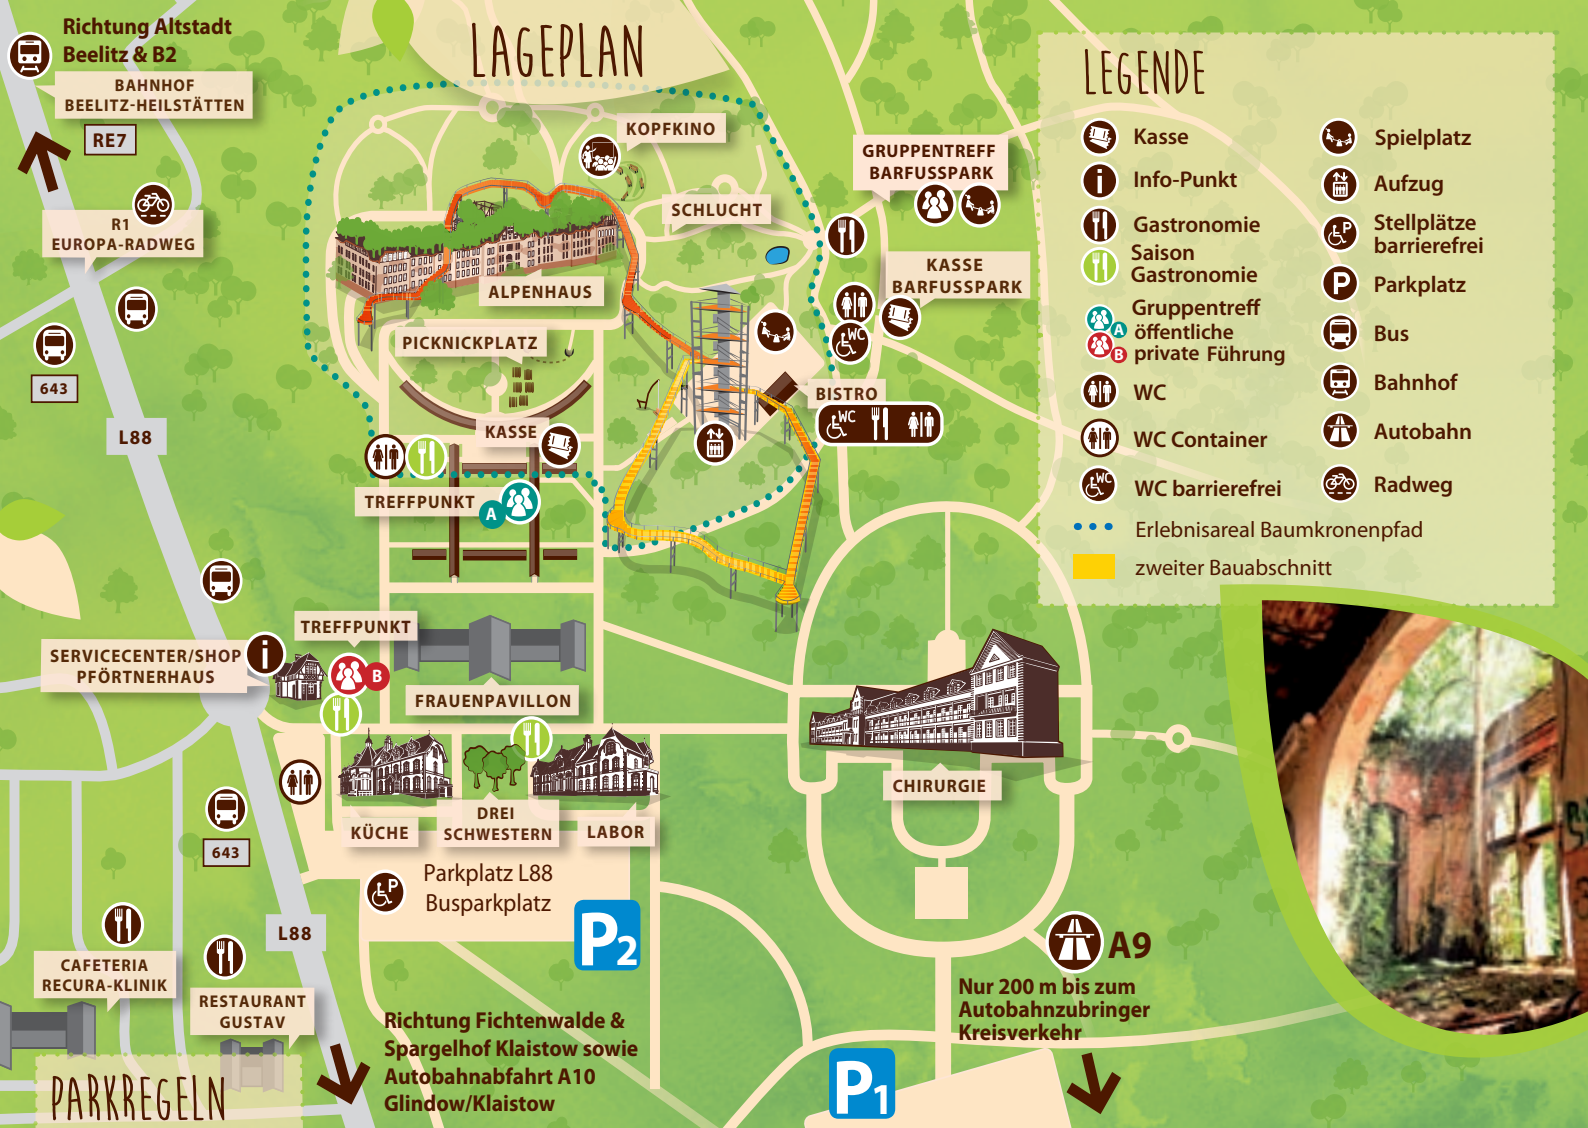 LAGEPLAN
Richtung Altstadt
Beelitz & B2
BAHNHOF
BEELITZ-HEILSTÄTTEN
RE7
R1
EUROPA-RADWEG
643
L88
KOPFKINO
SCHLUCHT
ALPENHAUS
PICKNICKPLATZ
KASSE
TREFFPUNKT
A
GRUPPENTREFF
BARFUSSPARK
KASSE
BARFUSSPARK
WC
BISTRO
WC
TREFFPUNKT
B
SERVICECENTER/SHOP
PFÖRTNERHAUS
i
FRAUENPAVILLON
KÜCHE
DREI
SCHWESTERN
LABOR
CHIRURGIE
643
Parkplatz L88
Busparkplatz
P
P2
L88
CAFETERIA
RECURA-KLINIK
RESTAURANT
GUSTAV
PARKREGELN
Richtung Fichtenwalde &
Spargelhof Klaistow sowie
Autobahnabfahrt A10
Glindow/Klaistow
P1
A9
Nur 200 m bis zum
Autobahnzubringer
Kreisverkehr
LEGENDE
Kasse
i Info-Punkt
Gastronomie
Saison
Gastronomie
Gruppentreff
A öffentliche
B private Führung
WC
WC Container
WC WC barrierefrei
Erlebnisareal Baumkronenpfad
zweiter Bauabschnitt
Spielplatz
Aufzug
P Stellplätze
barrierefrei
P Parkplatz
Bus
Bahnhof
Autobahn
Radweg